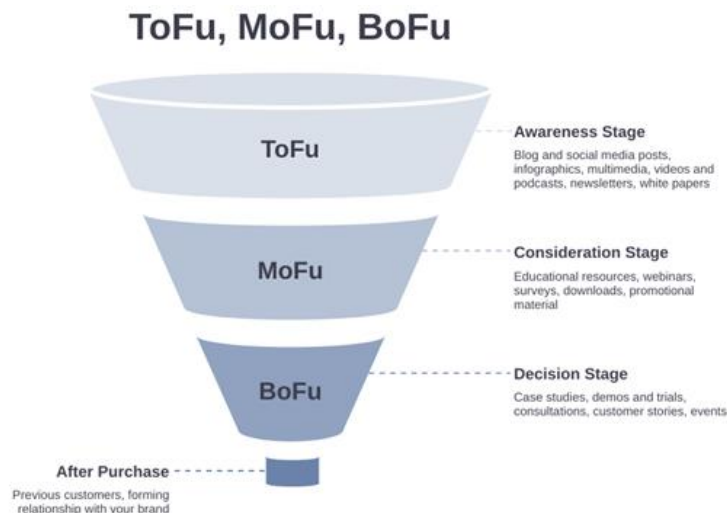 ToFu, MoFu, BoFu
ToFu
Awareness Stage
Blog and social media posts,
infographics, multimedia, videos and
podcasts, newsletters, white papers
MoFu
Consideration Stage
Educational resources, webinars,
surveys, downloads, promotional
material
BoFu
Decision Stage
Case studies, demos and trials,
consultations, customer stories, events
After Purchase
Previous customers, forming
relationship with your brand